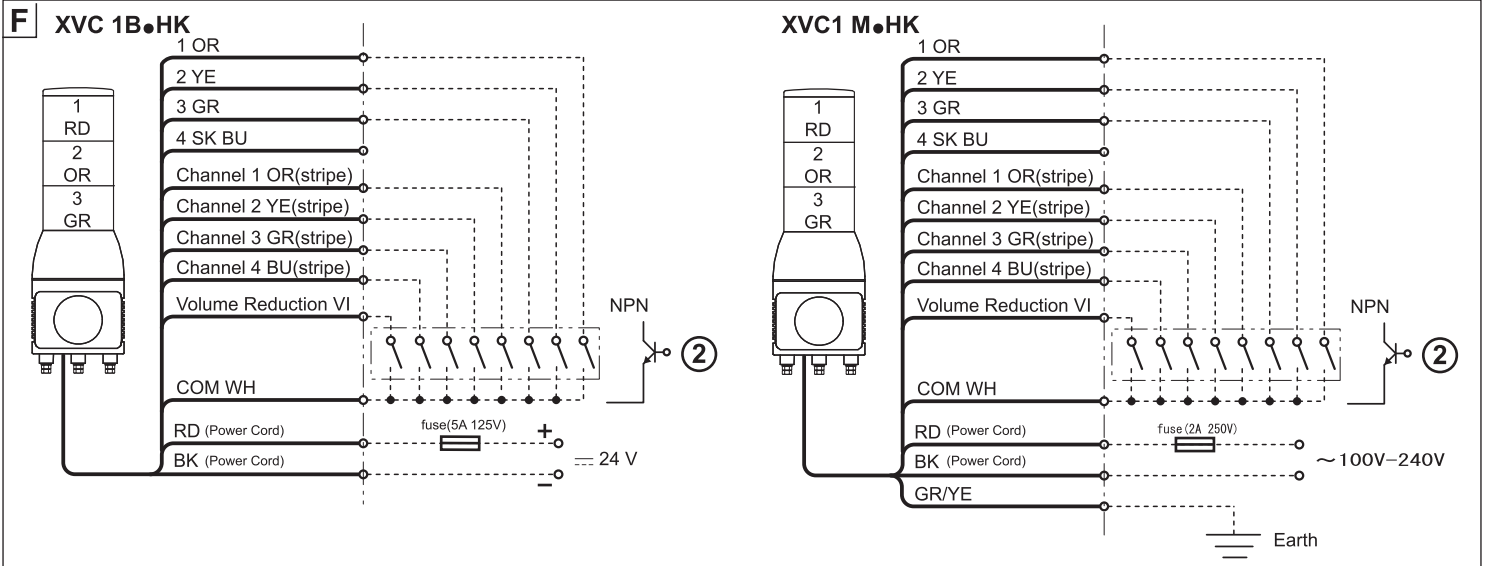 F
XVC 1B●HK
1 OR
2 YE
3 GR
4 SK BU
Channel 1 OR(stripe)
Channel 2 YE(stripe)
Channel 3 GR(stripe)
Channel 4 BU(stripe)
Volume Reduction VI
COM WH
RD (Power Cord)
BK (Power Cord)
1
RD
2
OR
3
GR
NPN
2
fuse(5A 125V)
+
24 V
−
XVC1 M●HK
1 OR
2 YE
3 GR
4 SK BU
Channel 1 OR(stripe)
Channel 2 YE(stripe)
Channel 3 GR(stripe)
Channel 4 BU(stripe)
Volume Reduction VI
COM WH
RD (Power Cord)
BK (Power Cord)
GR/YE
1
RD
2
OR
3
GR
NPN
2
fuse(2A 250V)
～100V−240V
Earth